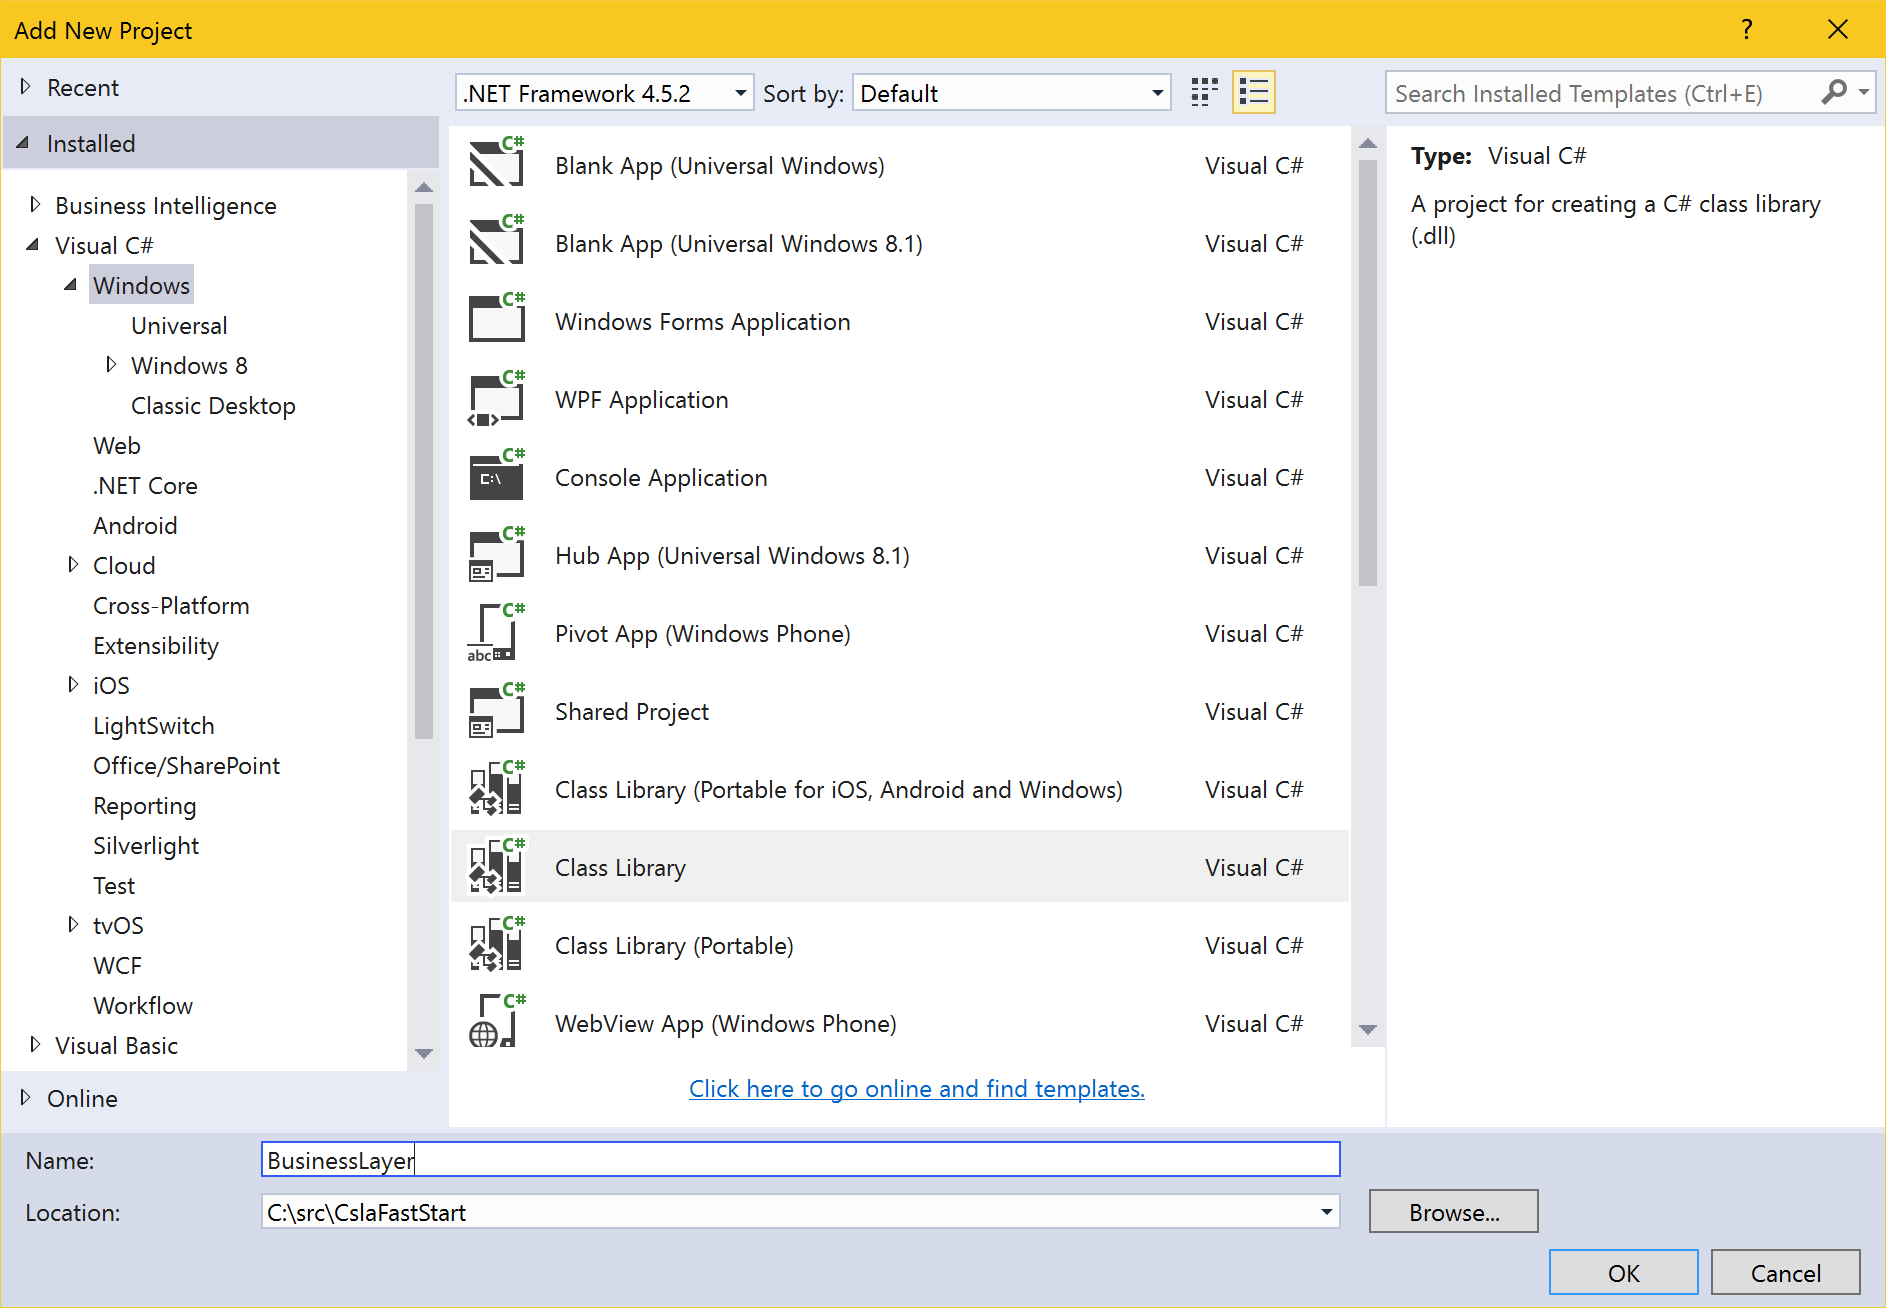 Add New Project
?
Recent
.NET Framework 4.5.2
Sort by:
Default
Search Installed Templates (Ctrl+E)
Installed
Business Intelligence
Visual C#
Windows
Universal
Windows 8
Classic Desktop
Web
.NET Core
Android
Cloud
Cross-Platform
Extensibility
iOS
LightSwitch
Office/SharePoint
Reporting
Silverlight
Test
tvOS
WCF
Workflow
Visual Basic
Online
C# Blank App (Universal Windows) Visual C#
C# Blank App (Universal Windows 8.1) Visual C#
C# Windows Forms Application Visual C#
C# WPF Application Visual C#
C# C:\ Console Application Visual C#
C# Hub App (Universal Windows 8.1) Visual C#
C# abc Pivot App (Windows Phone) Visual C#
C# Shared Project Visual C#
C# Class Library (Portable for iOS, Android and Windows) Visual C#
C# Class Library Visual C#
C# Class Library (Portable) Visual C#
C# WebView App (Windows Phone) Visual C#
Click here to go online and find templates.
Type: Visual C#
A project for creating a C# class library
(.dll)
Name: BusinessLayer
Location: C:\src\CslaFastStart
Browse...
OK
Cancel